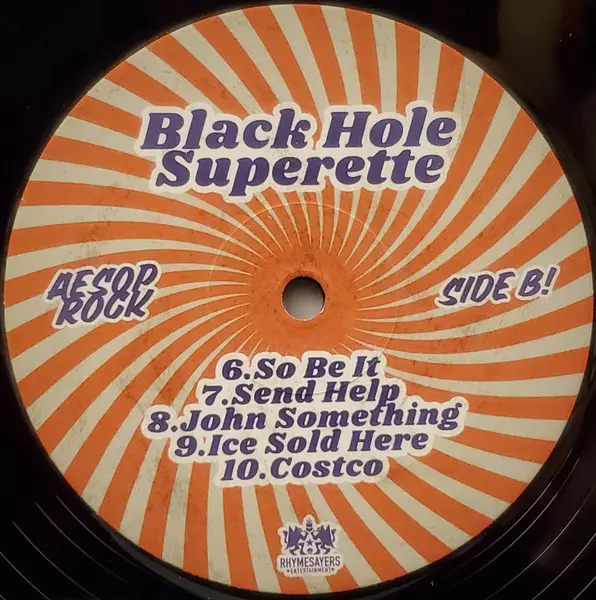 Black Hole
Superette
AESOP
ROCK
SIDE B!
6.So Be It
7.Send Help
8.John Something
9.Ice Sold Here
10.Costco
RHYMESAYERS
ENTERTAINMENT